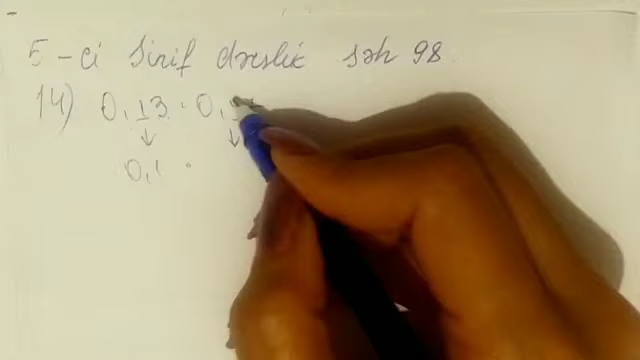 5-ci sinif dərslik səh 98
14) 0,13 · 0,
0,1 ·